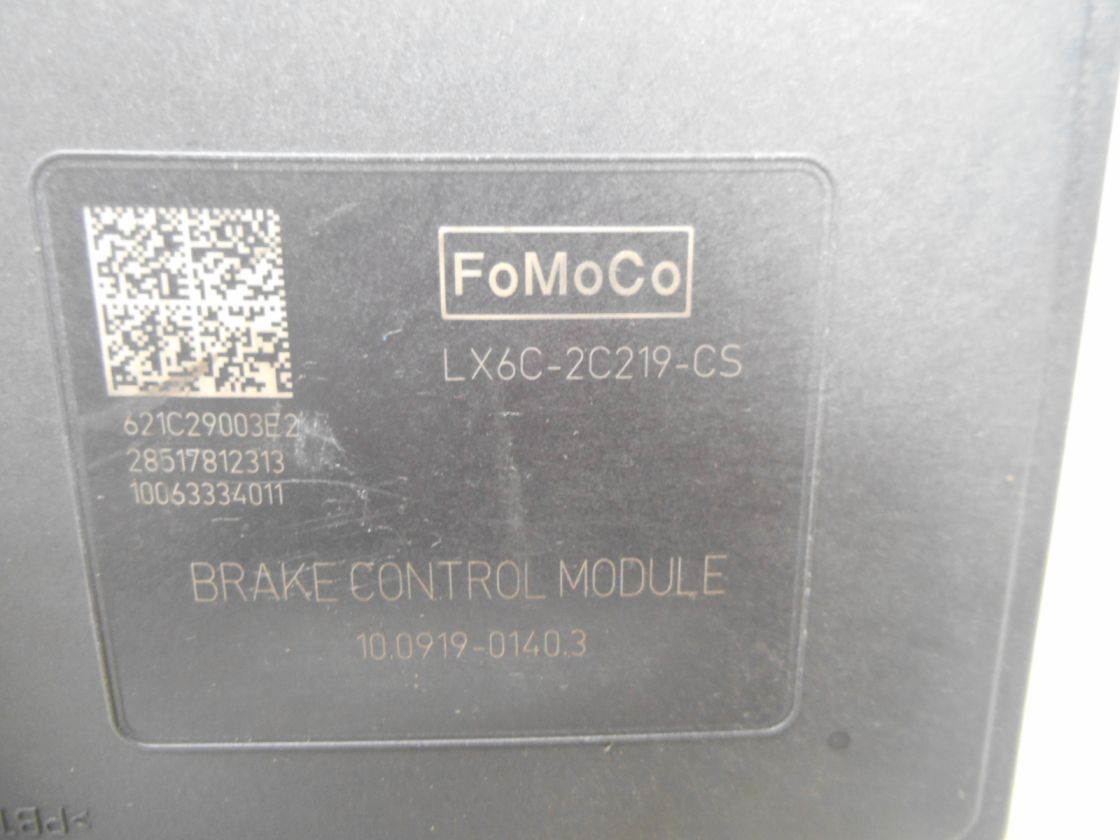 FoMoCo
LX6C-2C219-CS
621C29003E2
28517812313
10063334011
BRAKE CONTROL MODULE
10.0919-0140.3